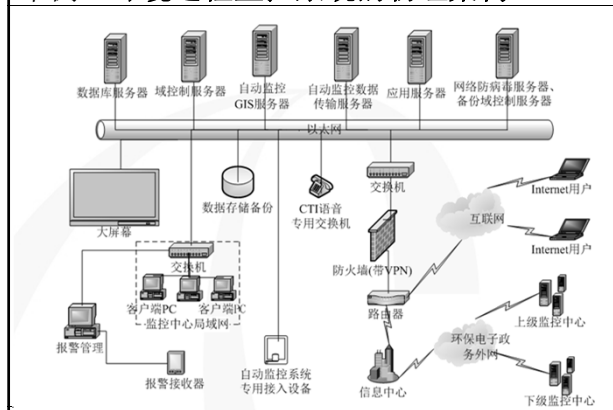 数据库服务器
域控制服务器
自动监控
GIS服务器
自动监控数据
传输服务器
应用服务器
网络防病毒服务器、
备份域控制服务器
以太网
大屏幕
数据存储备份
CTI语音
专用交换机
交换机
互联网
Internet用户
Internet用户
防火墙(带VPN)
交换机
客户端PC
客户端PC
监控中心局域网
路由器
上级监控中心
环保电子政
务外网
报警管理
报警接收器
自动监控系统
专用接入设备
信息中心
下级监控中心